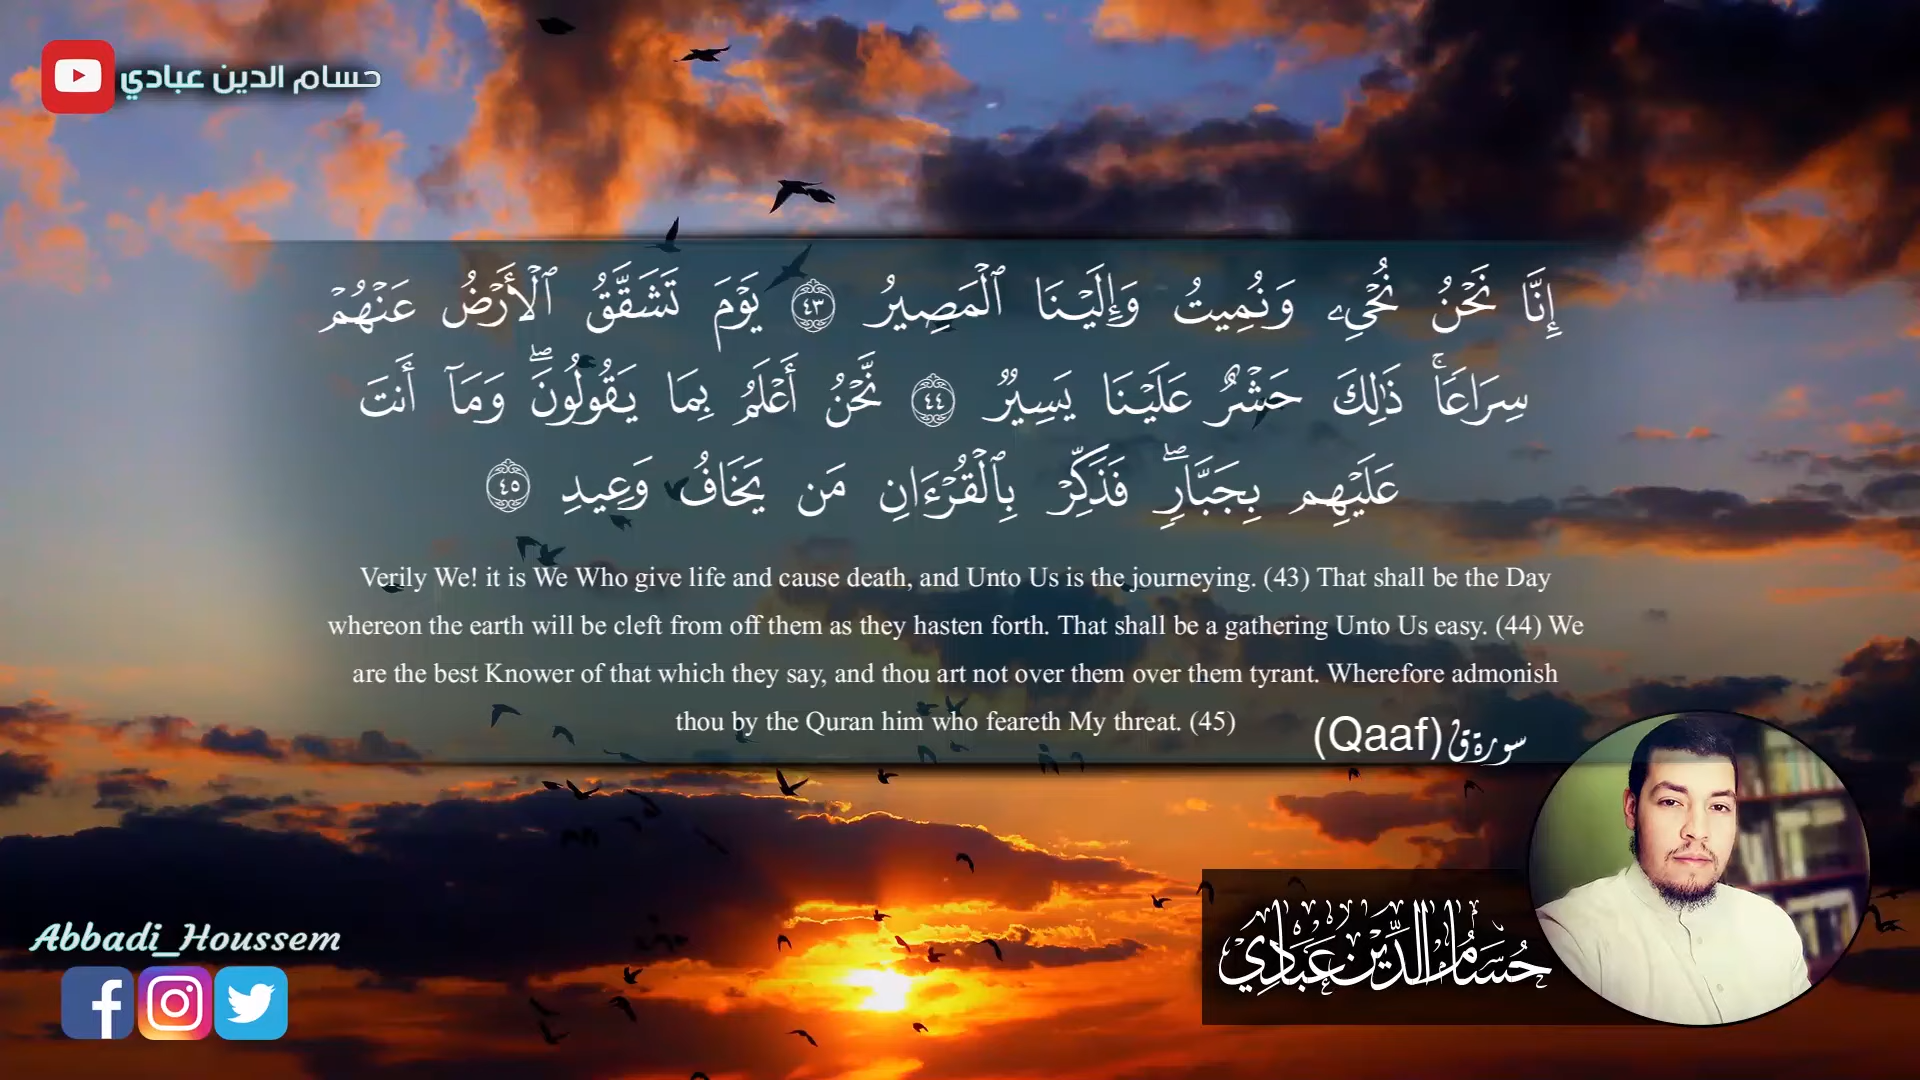 حسام الدين عبادي
إِنَّا نَحْنُ نُحْىِۦ وَنُمِيتُ وَإِلَيْنَا ٱلْمَصِيرُ ٤٣ يَوْمَ تَشَقَّقُ ٱلْأَرْضُ عَنْهُمْ
سِرَاعًا ۚ ذَٰلِكَ حَشْرٌ عَلَيْنَا يَسِيرٌ ٤٤ نَّحْنُ أَعْلَمُ بِمَا يَقُولُونَ ۖ وَمَآ أَنتَ
عَلَيْهِم بِجَبَّارٍ ۖ فَذَكِّرْ بِٱلْقُرْءَانِ مَن يَخَافُ وَعِيدِ ٤٥
Verily We! it is We Who give life and cause death, and Unto Us is the journeying. (43) That shall be the Day
whereon the earth will be cleft from off them as they hasten forth. That shall be a gathering Unto Us easy. (44) We
are the best Knower of that which they say, and thou art not over them over them tyrant. Wherefore admonish
thou by the Quran him who feareth My threat. (45)
سورة ق (Qaaf)
حُسَامُ الدِّيْن عَبَّادِي
Abbadi_Houssem